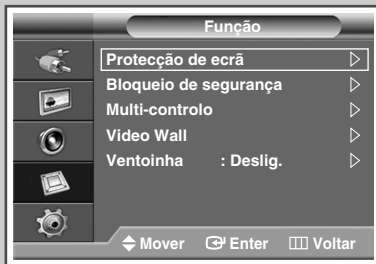 Função
Protecção de ecrã
Bloqueio de segurança
Multi-controlo
Video Wall
Ventoinha : Deslig.
Mover Enter Voltar